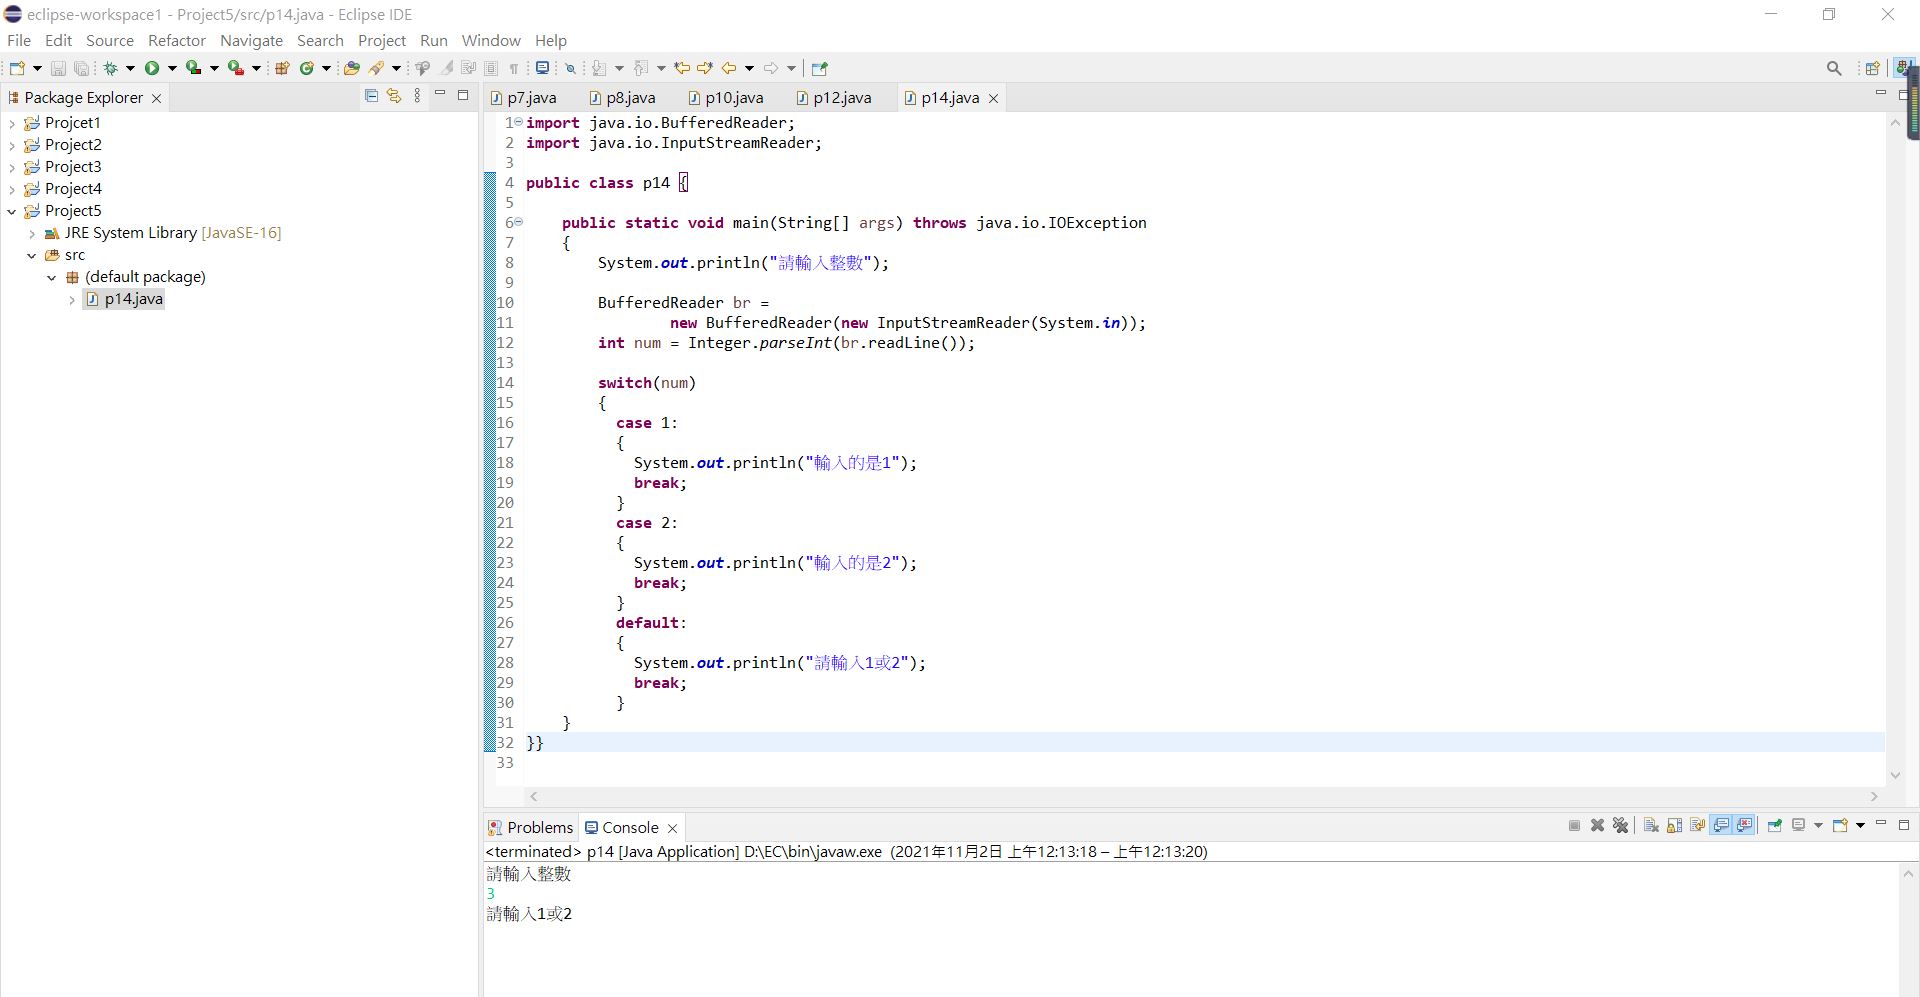 eclipse-workspace1 - Project5/src/p14.java - Eclipse IDE
File Edit Source Refactor Navigate Search Project Run Window Help
Package Explorer
Projcet1
Project2
Project3
Project4
Project5
JRE System Library [JavaSE-16]
src
(default package)
p14.java
p7.java p8.java p10.java p12.java p14.java
1 import java.io.BufferedReader;
2 import java.io.InputStreamReader;
3
4 public class p14 {
5
6 public static void main(String[] args) throws java.io.IOException
7 {
8 System.out.println("請輸入整數");
9
10 BufferedReader br =
11 new BufferedReader(new InputStreamReader(System.in));
12 int num = Integer.parseInt(br.readLine());
13
14 switch(num)
15 {
16 case 1:
17 {
18 System.out.println("輸入的是1");
19 break;
20 }
21 case 2:
22 {
23 System.out.println("輸入的是2");
24 break;
25 }
26 default:
27 {
28 System.out.println("請輸入1或2");
29 break;
30 }
31 }
32 }}
33
Problems Console
<terminated> p14 [Java Application] D:\EC\bin\javaw.exe (2021年11月2日 上午12:13:18 – 上午12:13:20)
請輸入整數
3
請輸入1或2